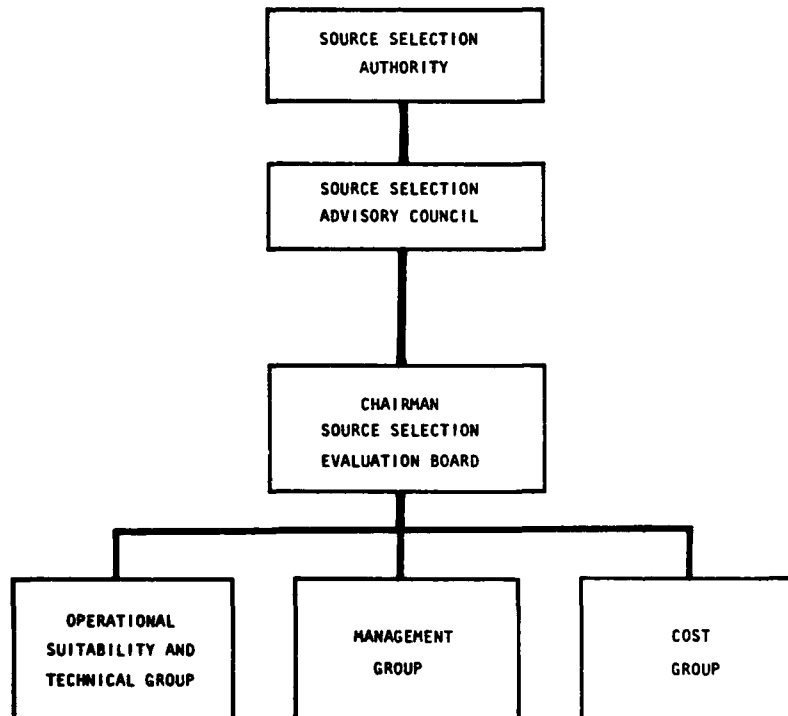 SOURCE SELECTION
AUTHORITY
SOURCE SELECTION
ADVISORY COUNCIL
CHAIRMAN
SOURCE SELECTION
EVALUATION BOARD
OPERATIONAL
SUITABILITY AND
TECHNICAL GROUP
MANAGEMENT
GROUP
COST
GROUP